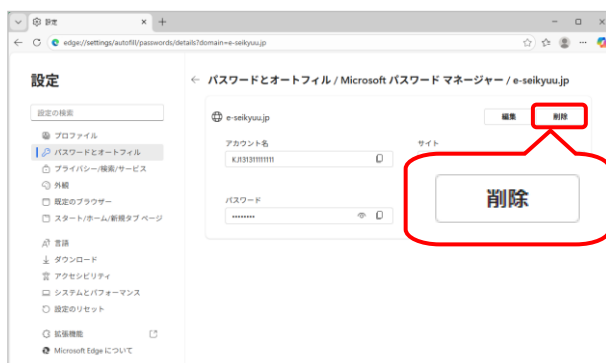 設定
edge://settings/autofill/passwords/details?domain=e-seikyuu.jp
設定
設定の検索
プロファイル
パスワードとオートフィル
プライバシー/検索/サービス
外観
既定のブラウザー
スタート/ホーム/新規タブ ページ
言語
ダウンロード
アクセシビリティ
システムとパフォーマンス
設定のリセット
拡張機能
Microsoft Edge について
パスワードとオートフィル / Microsoft パスワード マネージャー / e-seikyuu.jp
e-seikyuu.jp
編集
削除
アカウント名
サイト
KJ131311111111
削除
パスワード
••••••••